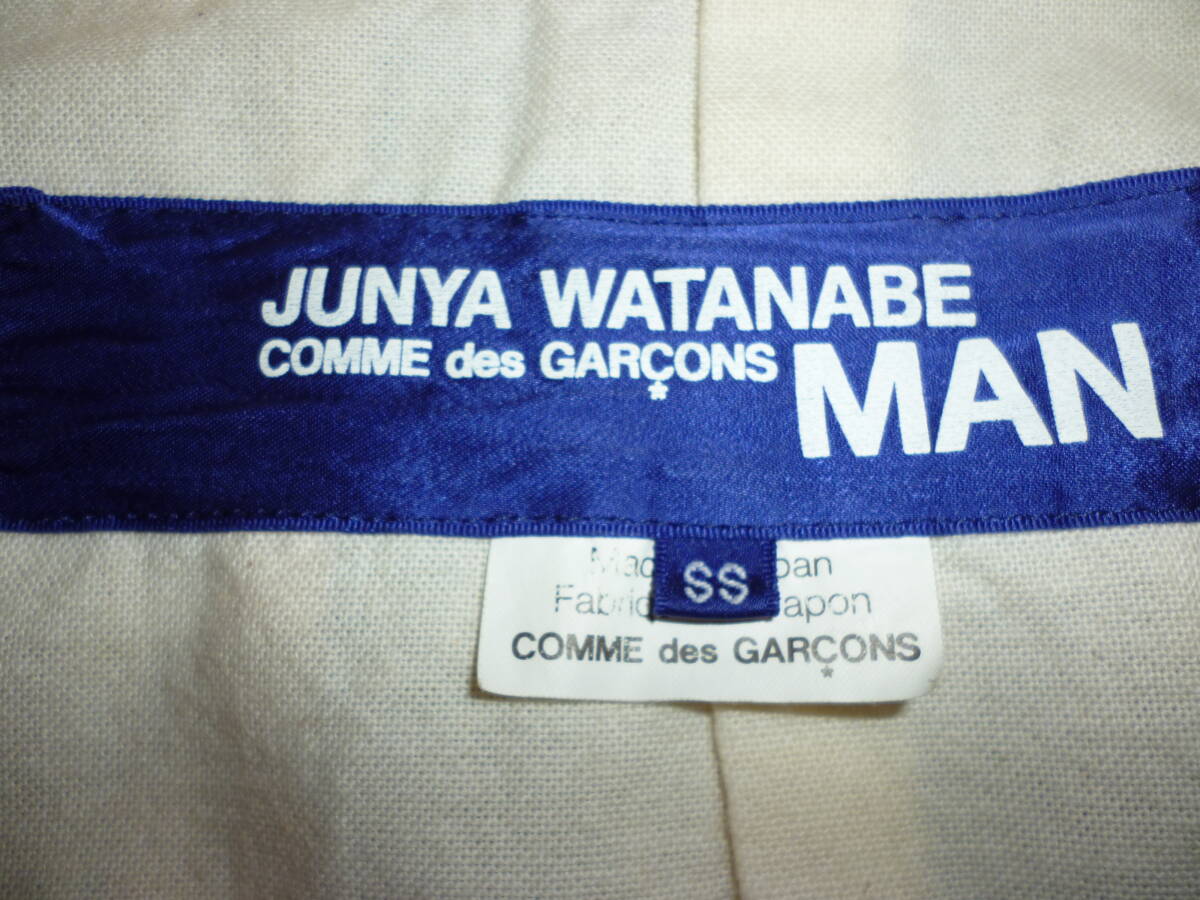 JUNYA WATANABE
COMME des GARÇONS MAN
*
SS
COMME des GARÇONS
*